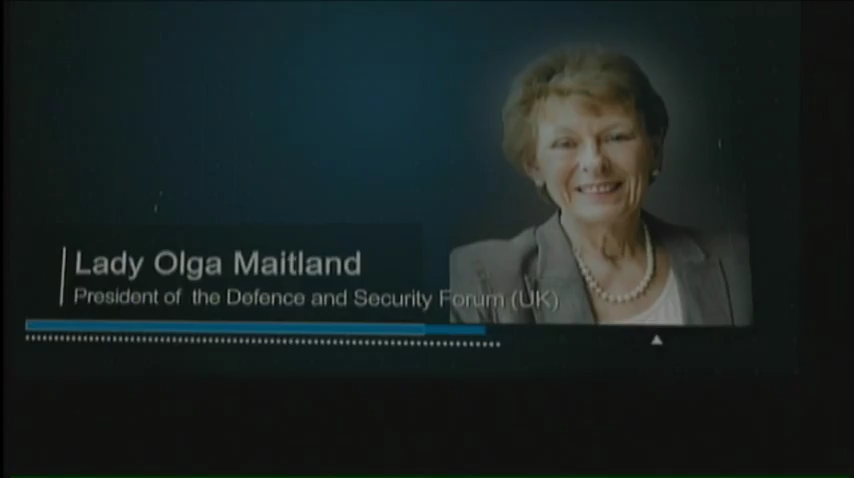 Lady Olga Maitland
President of the Defence and Security Forum (UK)